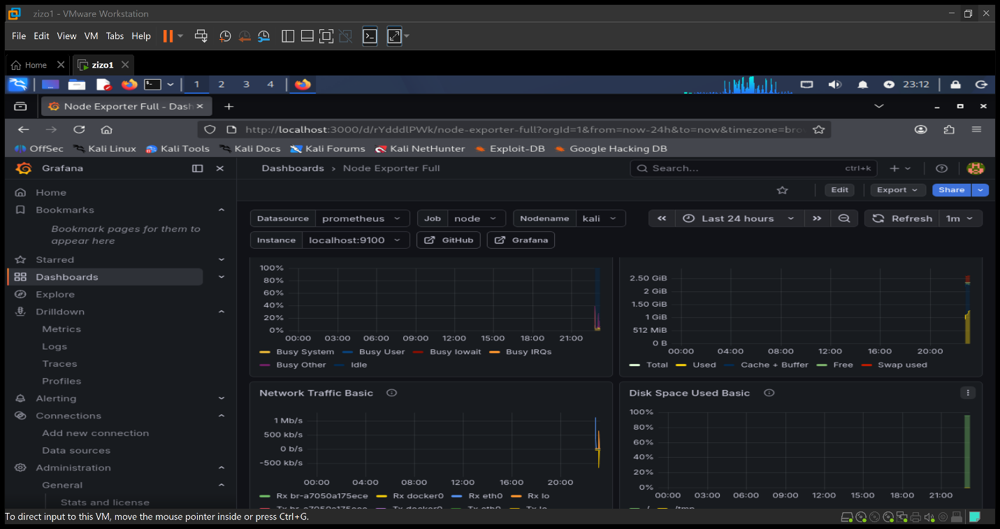 zizo1 - VMware Workstation
File Edit View VM Tabs Help
Home zizo1
1 2 3 4 23:12
Node Exporter Full - Dash
http://localhost:3000/d/rYdddlPWk/node-exporter-full?orgId=1&from=now-24h&to=now&timezone=bro
OffSec Kali Linux Kali Tools Kali Docs Kali Forums Kali NetHunter Exploit-DB Google Hacking DB
Grafana
Dashboards › Node Exporter Full
Search... ctrl+k
Edit Export Share
Home
Bookmarks
Bookmark pages for them to
appear here
Starred
Dashboards
Explore
Drilldown
Metrics
Logs
Traces
Profiles
Alerting
Connections
Add new connection
Data sources
Administration
General
Stats and license
Datasource prometheus Job node Nodename kali Last 24 hours Refresh 1m
Instance localhost:9100 GitHub Grafana
100%
80%
60%
40%
20%
0%
00:00 03:00 06:00 09:00 12:00 15:00 18:00 21:00
Busy System Busy User Busy Iowait Busy IRQs
Busy Other Idle
2.50 GiB
2 GiB
1.50 GiB
1 GiB
512 MiB
0 B
00:00 04:00 08:00 12:00 16:00 20:00
Total Used Cache + Buffer Free Swap used
Network Traffic Basic
1 Mb/s
500 kb/s
0 b/s
-500 kb/s
00:00 04:00 08:00 12:00 16:00 20:00
Rx br-a7050a175ece Rx docker0 Rx eth0 Rx lo
Tx br-a7050a175ece Tx docker0 Tx eth0 Tx lo
Disk Space Used Basic
100%
80%
60%
40%
20%
0%
00:00 03:00 06:00 09:00 12:00 15:00 18:00 21:00
/ /tmp
To direct input to this VM, move the mouse pointer inside or press Ctrl+G.